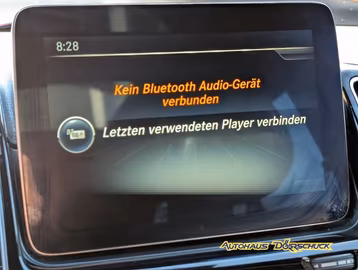 8:28
Kein Bluetooth Audio-Gerät
verbunden
Letzten verwendeten Player verbinden
AUTOHAUS DÖRSCHUCK